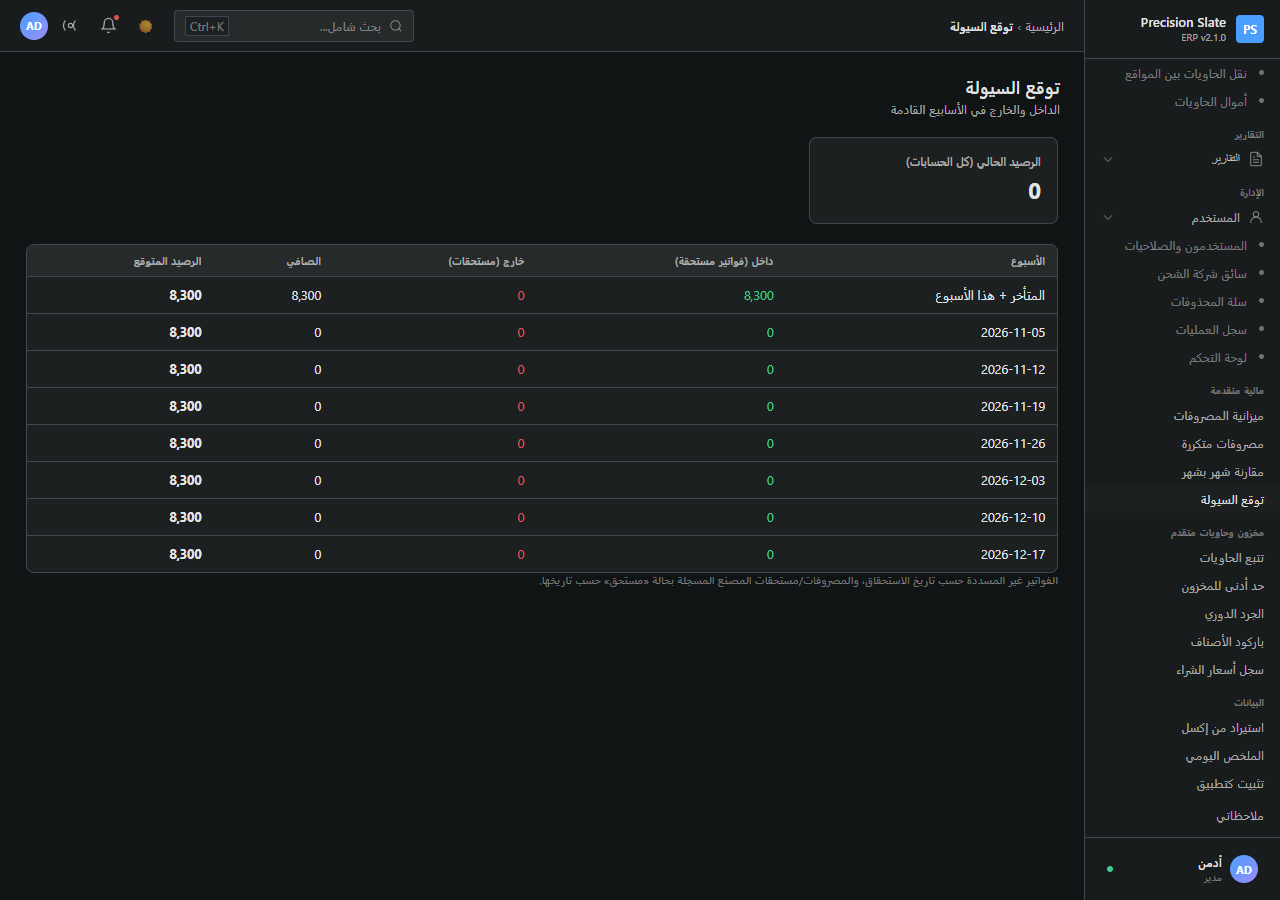 الرئيسية › توقع السيولة
بحث شامل... Ctrl+K
AD
Precision Slate
ERP v2.1.0
PS
نقل الحاويات بين المواقع
أموال الحاويات
التقارير
التقارير
الإدارة
المستخدم
المستخدمون والصلاحيات
سائق شركة الشحن
سلة المحذوفات
سجل العمليات
لوحة التحكم
مالية متقدمة
ميزانية المصروفات
مصروفات متكررة
مقارنة شهر بشهر
توقع السيولة
مخزون وحاويات متقدم
تتبع الحاويات
حد أدنى للمخزون
الجرد الدوري
باركود الأصناف
سجل أسعار الشراء
البيانات
استيراد من إكسل
الملخص اليومي
تثبيت كتطبيق
ملاحظاتي
AD
أدمن
مدير
توقع السيولة
الداخل والخارج في الأسابيع القادمة
الرصيد الحالي (كل الحسابات)
0
الأسبوع داخل (فواتير مستحقة) خارج (مستحقات) الصافي الرصيد المتوقع
المتأخر + هذا الأسبوع 8,300 0 8,300 8,300
2026-11-05 0 0 0 8,300
2026-11-12 0 0 0 8,300
2026-11-19 0 0 0 8,300
2026-11-26 0 0 0 8,300
2026-12-03 0 0 0 8,300
2026-12-10 0 0 0 8,300
2026-12-17 0 0 0 8,300
الفواتير غير المسددة حسب تاريخ الاستحقاق، والمصروفات/مستحقات المصنع المسجلة بحالة «مستحق» حسب تاريخها.